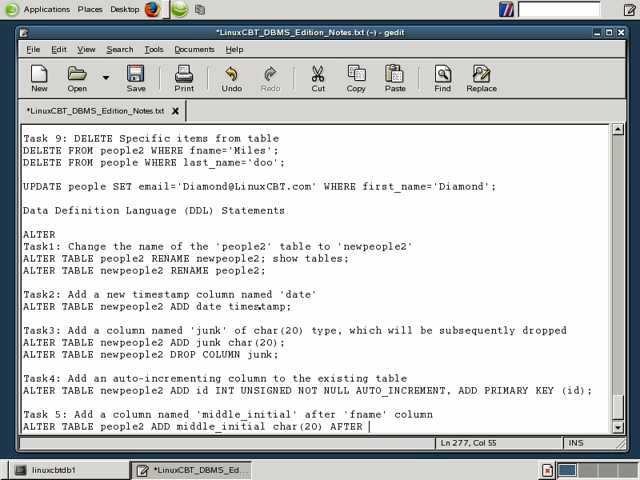 Applications Places Desktop
*LinuxCBT_DBMS_Edition_Notes.txt (~) - gedit
File Edit View Search Tools Documents Help
New Open Save Print Undo Redo Cut Copy Paste Find Replace
*LinuxCBT_DBMS_Edition_Notes.txt
Task 9: DELETE Specific items from table
DELETE FROM people2 WHERE fname='Miles';
DELETE FROM people WHERE last_name='doo';
UPDATE people SET email='Diamond@LinuxCBT.com' WHERE first_name='Diamond';
Data Definition Language (DDL) Statements
ALTER
Task1: Change the name of the 'people2' table to 'newpeople2'
ALTER TABLE people2 RENAME newpeople2; show tables;
ALTER TABLE newpeople2 RENAME people2;
Task2: Add a new timestamp column named 'date'
ALTER TABLE newpeople2 ADD date timestamp;
Task3: Add a column named 'junk' of char(20) type, which will be subsequently dropped
ALTER TABLE newpeople2 ADD junk char(20);
ALTER TABLE newpeople2 DROP COLUMN junk;
Task4: Add an auto-incrementing column to the existing table
ALTER TABLE newpeople2 ADD id INT UNSIGNED NOT NULL AUTO_INCREMENT, ADD PRIMARY KEY (id);
Task 5: Add a column named 'middle_initial' after 'fname' column
ALTER TABLE people2 ADD middle_initial char(20) AFTER
Ln 277, Col 55 INS
linuxcbtdb1 *LinuxCBT_DBMS_Ed...